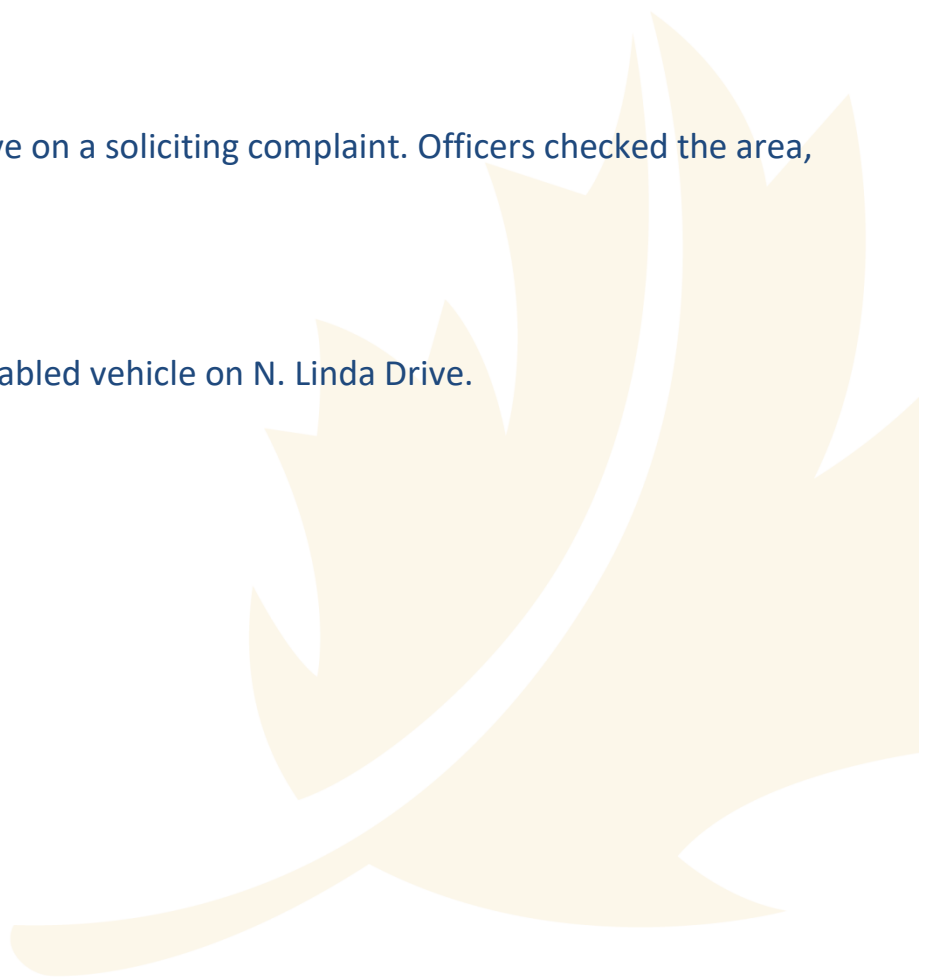 ve on a soliciting complaint. Officers checked the area,
abled vehicle on N. Linda Drive.